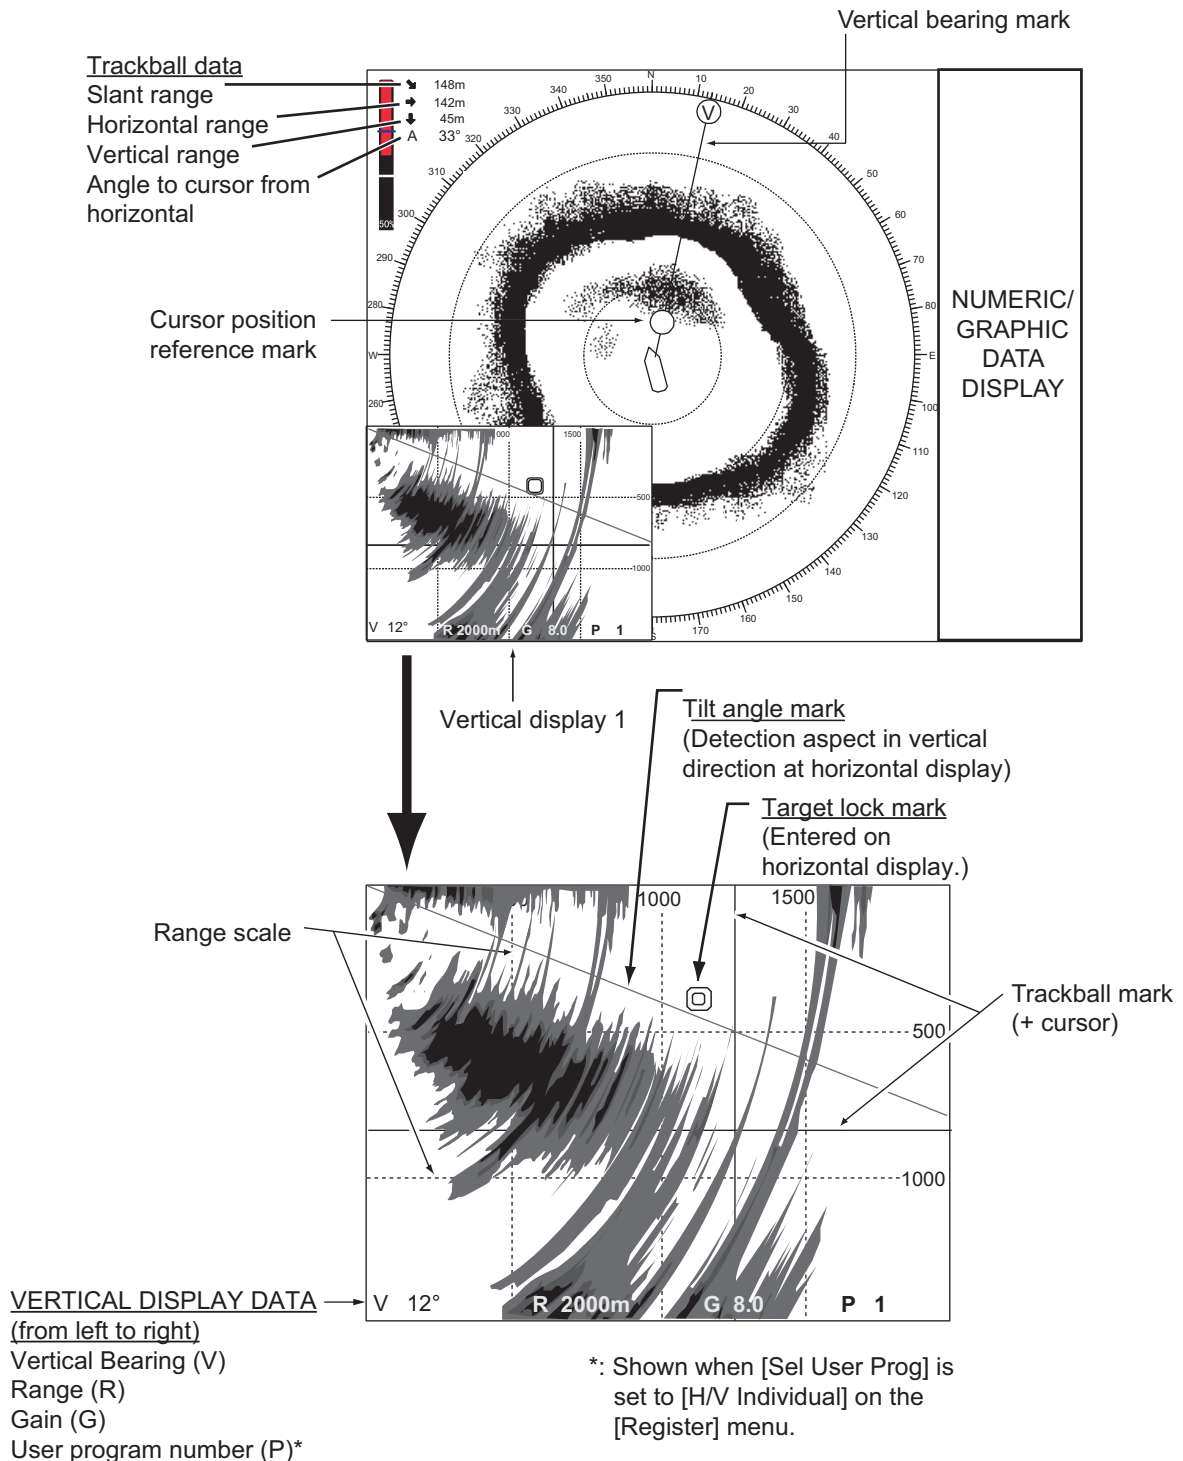 Vertical bearing mark
Trackball data
Slant range
Horizontal range
Vertical range
Angle to cursor from
horizontal
148m
142m
45m
A 33°
50%
N
10
20
30
40
50
60
70
80
E
100
110
120
130
140
150
160
170
S
260
W
280
290
300
310
320
330
340
350
V
NUMERIC/
GRAPHIC
DATA
DISPLAY
Cursor position
reference mark
000
1500
500
1000
V 12° R 2000m G 8.0 P 1
Vertical display 1
Tilt angle mark
(Detection aspect in vertical
direction at horizontal display)
Target lock mark
(Entered on
horizontal display.)
Range scale
1000
1500
500
1000
Trackball mark
(+ cursor)
V 12° R 2000m G 8.0 P 1
VERTICAL DISPLAY DATA
(from left to right)
Vertical Bearing (V)
Range (R)
Gain (G)
User program number (P)*
*: Shown when [Sel User Prog] is
set to [H/V Individual] on the
[Register] menu.